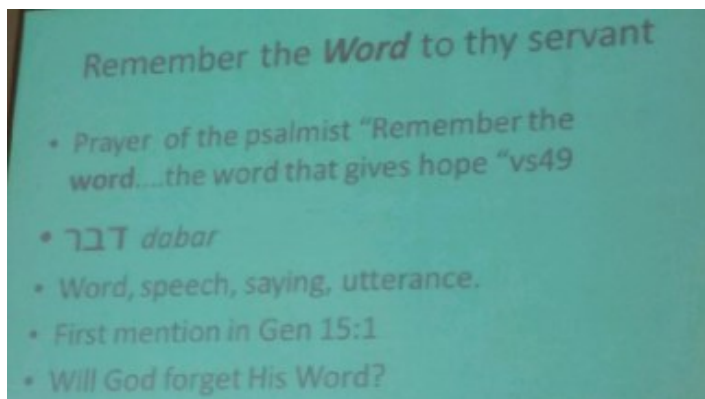 Remember the Word to thy servant
• Prayer of the psalmist “Remember the
word....the word that gives hope “vs49
• דבר dabar
• Word, speech, saying, utterance.
• First mention in Gen 15:1
• Will God forget His Word?